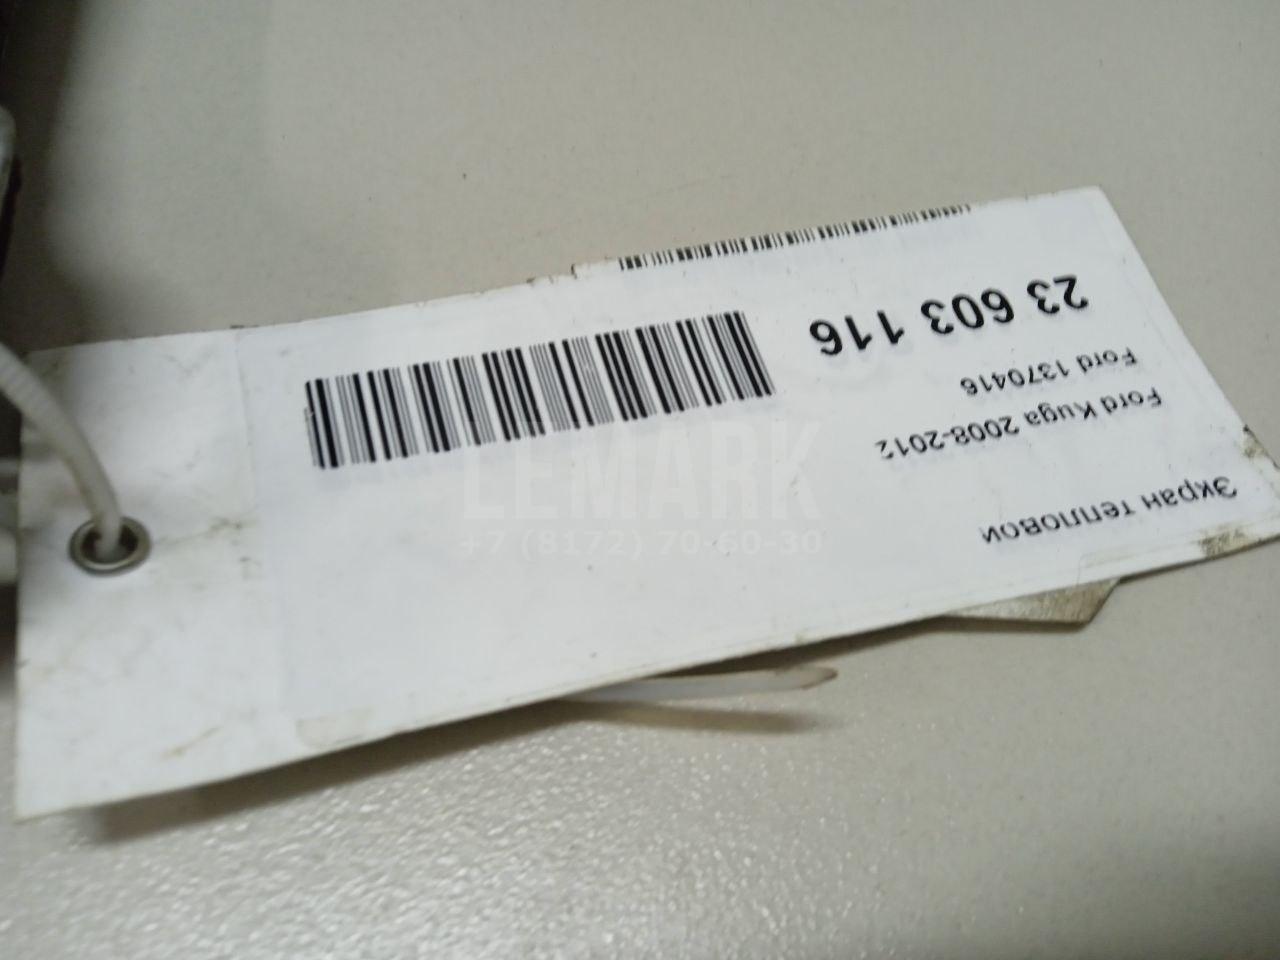 Экран тепловой
Ford Kuga 2008-2012
Ford 1370416
23 603 116
LEMARK
+7 (8172) 70-60-30